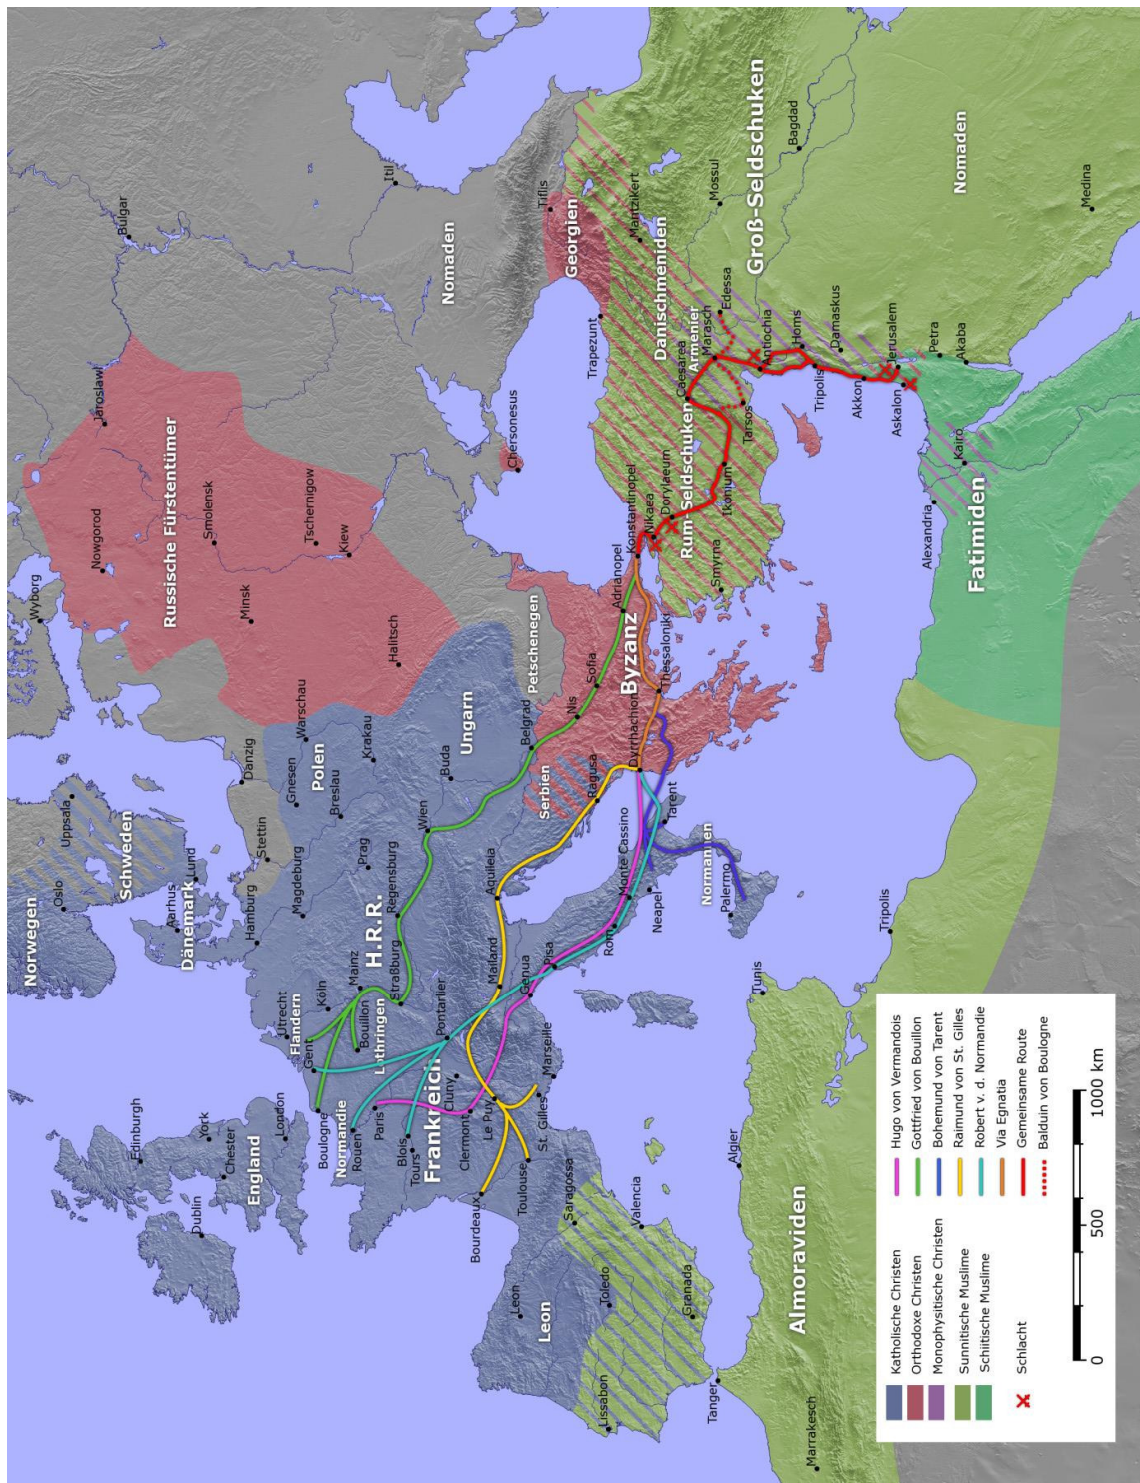 Norwegen
Oslo
Uppsala
Schweden
Wyborg
Nowgorod
Jaroslawl
Bulgar
Russische Fürstentümer
Smolensk
Minsk
Tschernigow
Kiew
Halitsch
Itil
Nomaden
Edinburgh
Dublin
York
Chester
England
London
Aarhus
Dänemark
Lund
Hamburg
Stettin
Danzig
Magdeburg
Gnesen
Warschau
Polen
Breslau
Krakau
Prag
H.R.R.
Utrecht
Flandern
Gent
Köln
Mainz
Boulogne
Bouillon
Lothringen
Normandie
Rouen
Paris
Straßburg
Regensburg
Wien
Buda
Ungarn
Blois
Tours
Frankreich
Pontarlier
Cluny
Clermont
Le Puy
Bourdeaux
Toulouse
St. Gilles
Marseille
Mailand
Genua
Pisa
Aquileia
Belgrad
Petschenegen
Serbien
Ragusa
Nis
Sofia
Byzanz
Adrianopel
Konstantinopel
Chersonesus
Georgien
Tiflis
Leon
Leon
Saragossa
Toledo
Valencia
Lissabon
Granada
Rom
Monte Cassino
Neapel
Tarent
Normannen
Palermo
Dyrrhachion
Thessaloniki
Nikaea
Dorylaeum
Smyrna
Rum-Seldschuken
Ikonium
Trapezunt
Danischmeniden
Mantzikert
Caesarea
Armenier
Marasch
Edessa
Tarsos
Mossul
Groß-Seldschuken
Bagdad
Antiochia
Homs
Tripolis
Damaskus
Akkon
Jerusalem
Askalon
Petra
Akaba
Nomaden
Medina
Tanger
Algier
Tunis
Almoraviden
Marrakesch
Tripolis
Alexandria
Kairo
Fatimiden
Katholische Christen
Orthodoxe Christen
Monophysitische Christen
Sunnitische Muslime
Schiitische Muslime
Schlacht
Hugo von Vermandois
Gottfried von Bouillon
Bohemund von Tarent
Raimund von St. Gilles
Robert v. d. Normandie
Via Egnatia
Gemeinsame Route
Balduin von Boulogne
0 500 1000 km